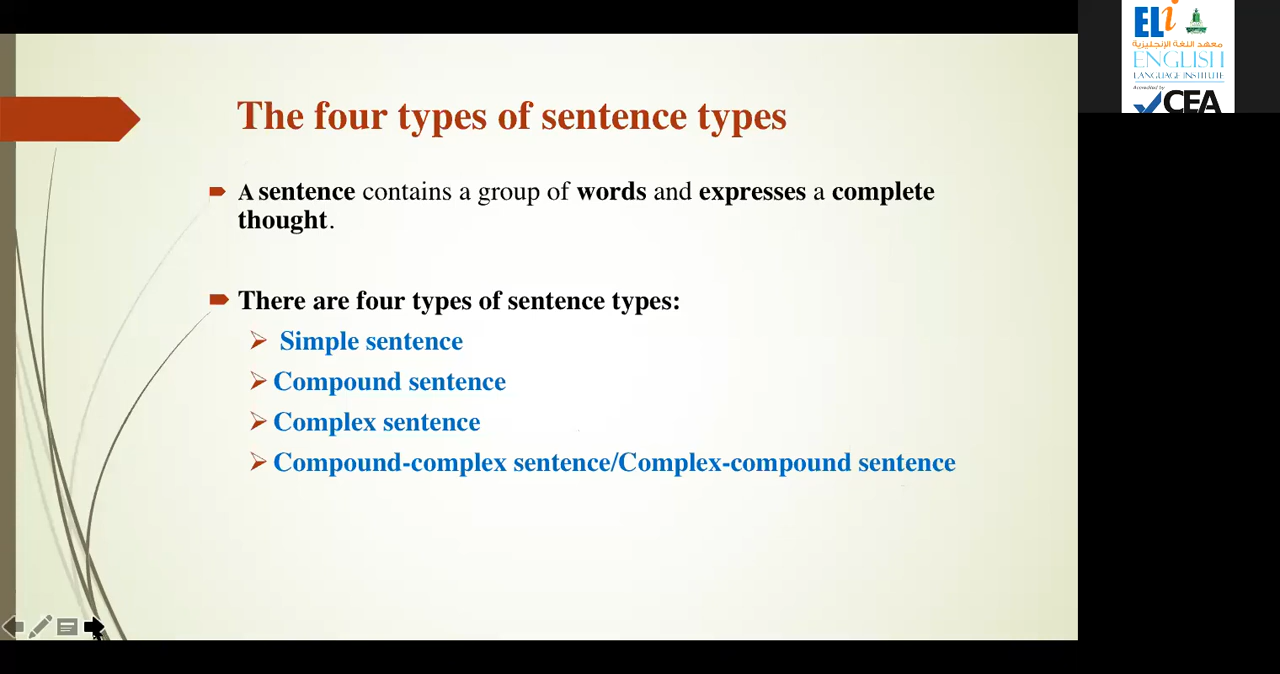 The four types of sentence types
A sentence contains a group of words and expresses a complete
thought.
There are four types of sentence types:
Simple sentence
Compound sentence
Complex sentence
Compound-complex sentence/Complex-compound sentence
ELi
معهد اللغة الإنجليزية
ENGLISH
LANGUAGE INSTITUTE
Accredited by
CEA